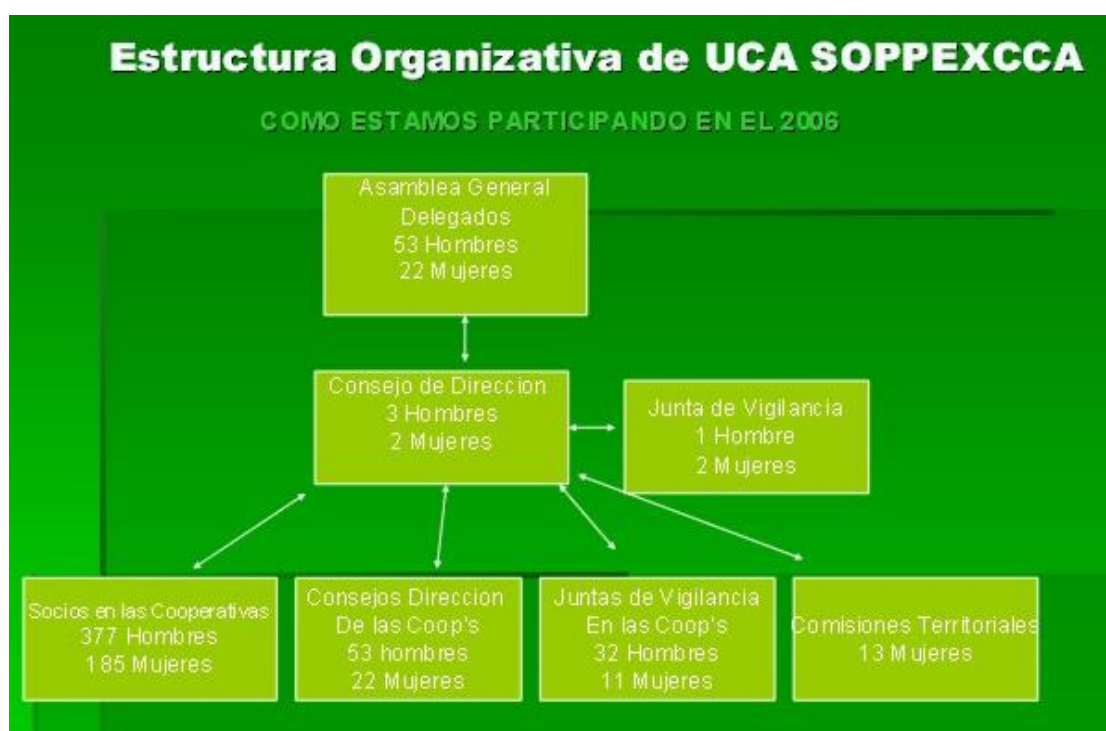 Estructura Organizativa de UCA SOPPEXCCA
COMO ESTAMOS PARTICIPANDO EN EL 2006
Asamblea General
Delegados
53 Hombres
22 Mujeres
Consejo de Direccion
3 Hombres
2 Mujeres
Junta de Vigilancia
1 Hombre
2 Mujeres
Socios en las Cooperativas
377 Hombres
185 Mujeres
Consejos Direccion
De las Coop's
53 hombres
22 Mujeres
Juntas de Vigilancia
En las Coop's
32 Hombres
11 Mujeres
Comisiones Territoriales
13 Mujeres